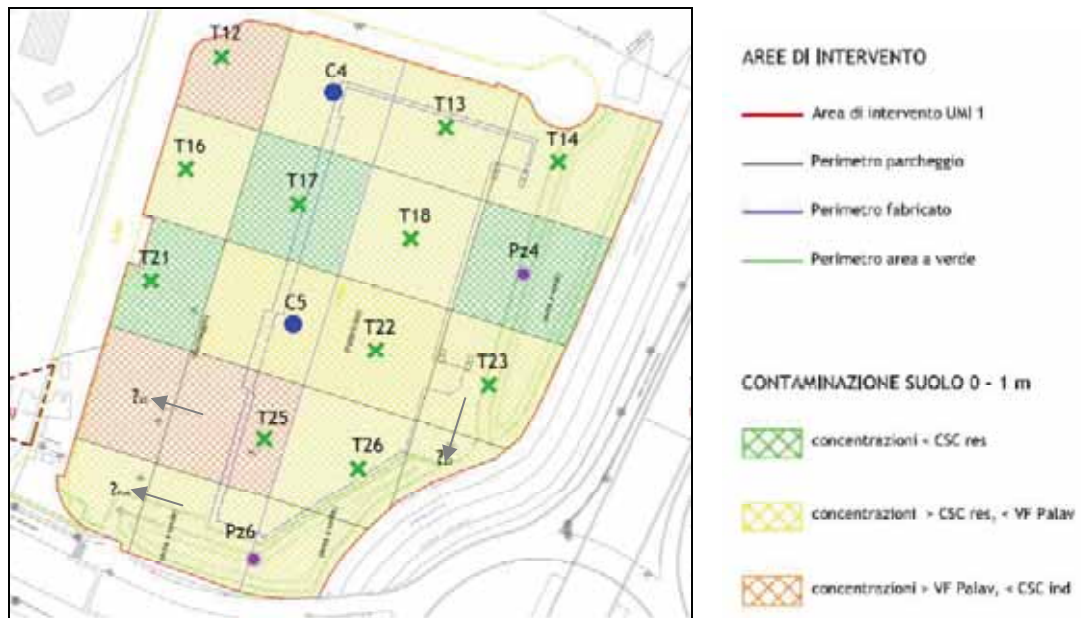 T12
C4
T13
T14
T16
T17
T18
Pz4
T21
C5
T22
T23
T25
T26
Pz6
AREE DI INTERVENTO
Area di intervento UMI 1
Perimetro parcheggio
Perimetro fabricato
Perimetro area a verde
CONTAMINAZIONE SUOLO 0 - 1 m
concentrazioni < CSC res
concentrazioni > CSC res, < VF Palav
concentrazioni > VF Palav, < CSC ind